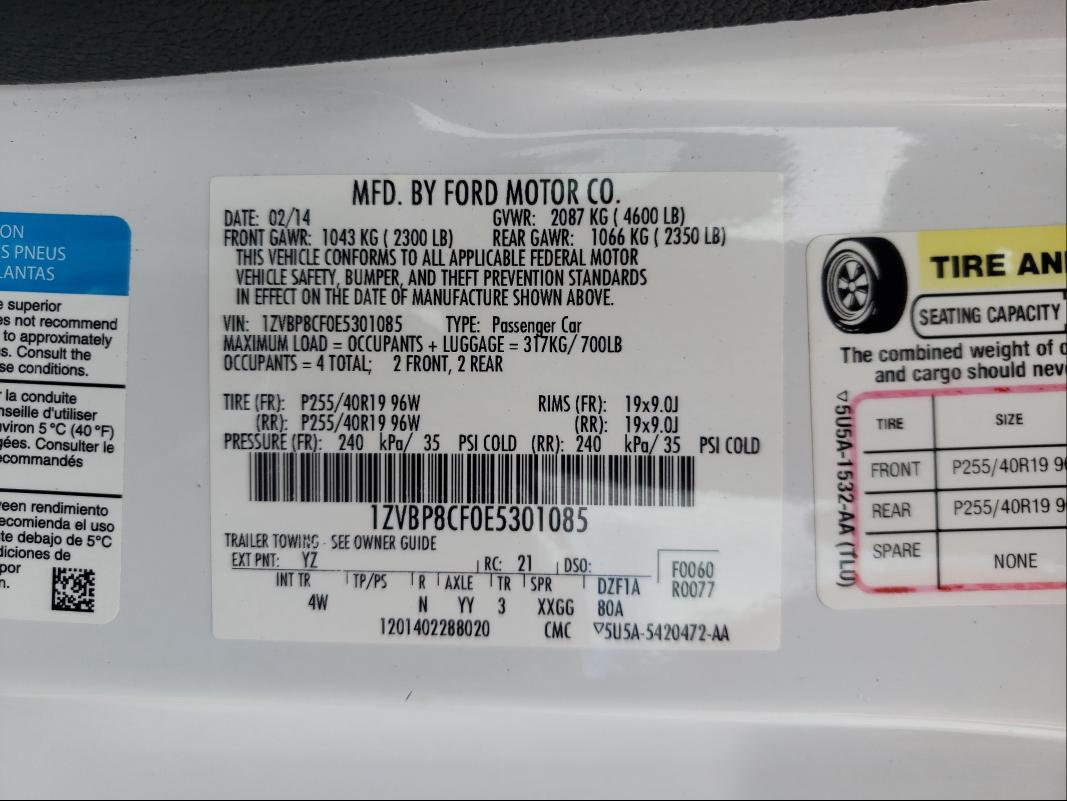 ON
S PNEUS
LANTAS
e superior
es not recommend
to approximately
s. Consult the
se conditions.
r la conduite
nseille d'utiliser
viron 5 °C (40 °F)
gées. Consulter le
ecommandés
veen rendimiento
ecomienda el uso
te debajo de 5°C
diciones de
por
n.
MFD. BY FORD MOTOR CO.
DATE: 02/14 GVWR: 2087 KG ( 4600 LB)
FRONT GAWR: 1043 KG ( 2300 LB) REAR GAWR: 1066 KG ( 2350 LB)
THIS VEHICLE CONFORMS TO ALL APPLICABLE FEDERAL MOTOR
VEHICLE SAFETY, BUMPER, AND THEFT PREVENTION STANDARDS
IN EFFECT ON THE DATE OF MANUFACTURE SHOWN ABOVE.
VIN: 1ZVBP8CF0E5301085 TYPE: Passenger Car
MAXIMUM LOAD = OCCUPANTS + LUGGAGE = 317KG/ 700LB
OCCUPANTS = 4 TOTAL; 2 FRONT, 2 REAR
TIRE (FR): P255/40R19 96W RIMS (FR): 19x9.0J
(RR): P255/40R19 96W (RR): 19x9.0J
PRESSURE (FR): 240 kPa/ 35 PSI COLD (RR): 240 kPa/ 35 PSI COLD
1ZVBP8CF0E5301085
TRAILER TOWING - SEE OWNER GUIDE
EXT PNT: YZ RC: 21 DSO: F0060
INT TR TP/PS R AXLE TR SPR DZF1A R0077
4W N YY 3 XXGG 80A
1201402288020 CMC ▽5U5A-5420472-AA
TIRE AN
SEATING CAPACITY
The combined weight of o
and cargo should neve
▽5U5A-1532-AA (TLU)
TIRE SIZE
FRONT P255/40R19 96
REAR P255/40R19 9
SPARE NONE